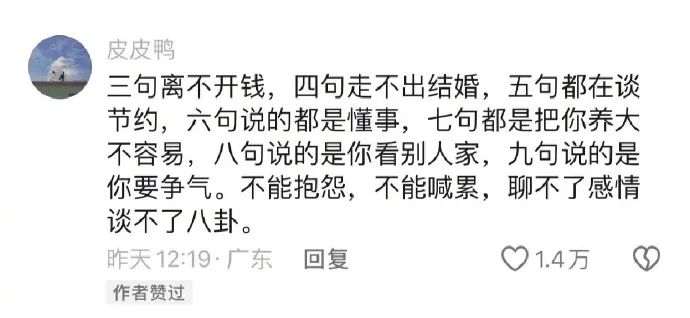 皮皮鸭
三句离不开钱，四句走不出结婚，五句都在谈
节约，六句说的都是懂事，七句都是把你养大
不容易，八句说的是你看别人家，九句说的是
你要争气。不能抱怨，不能喊累，聊不了感情
谈不了八卦。
昨天 12:19 · 广东 回复 1.4万
作者赞过